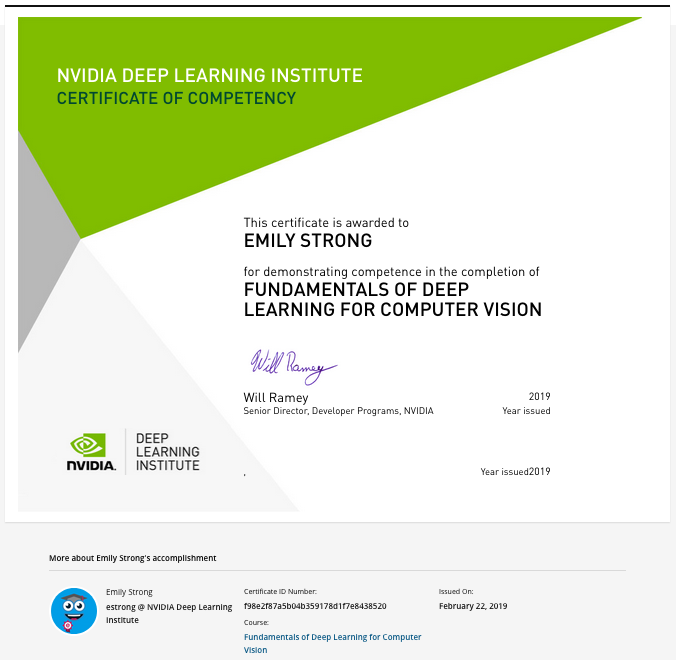 NVIDIA DEEP LEARNING INSTITUTE
CERTIFICATE OF COMPETENCY
This certificate is awarded to
EMILY STRONG
for demonstrating competence in the completion of
FUNDAMENTALS OF DEEP
LEARNING FOR COMPUTER VISION
Will Ramey
Will Ramey
2019
Senior Director, Developer Programs, NVIDIA
Year issued
NVIDIA.
DEEP
LEARNING
INSTITUTE
.
Year issued2019
More about Emily Strong's accomplishment
Emily Strong
estrong @ NVIDIA Deep Learning
Institute
Certificate ID Number:
f98e2f87a5b04b359178d1f7e8438520
Course:
Fundamentals of Deep Learning for Computer
Vision
Issued On:
February 22, 2019